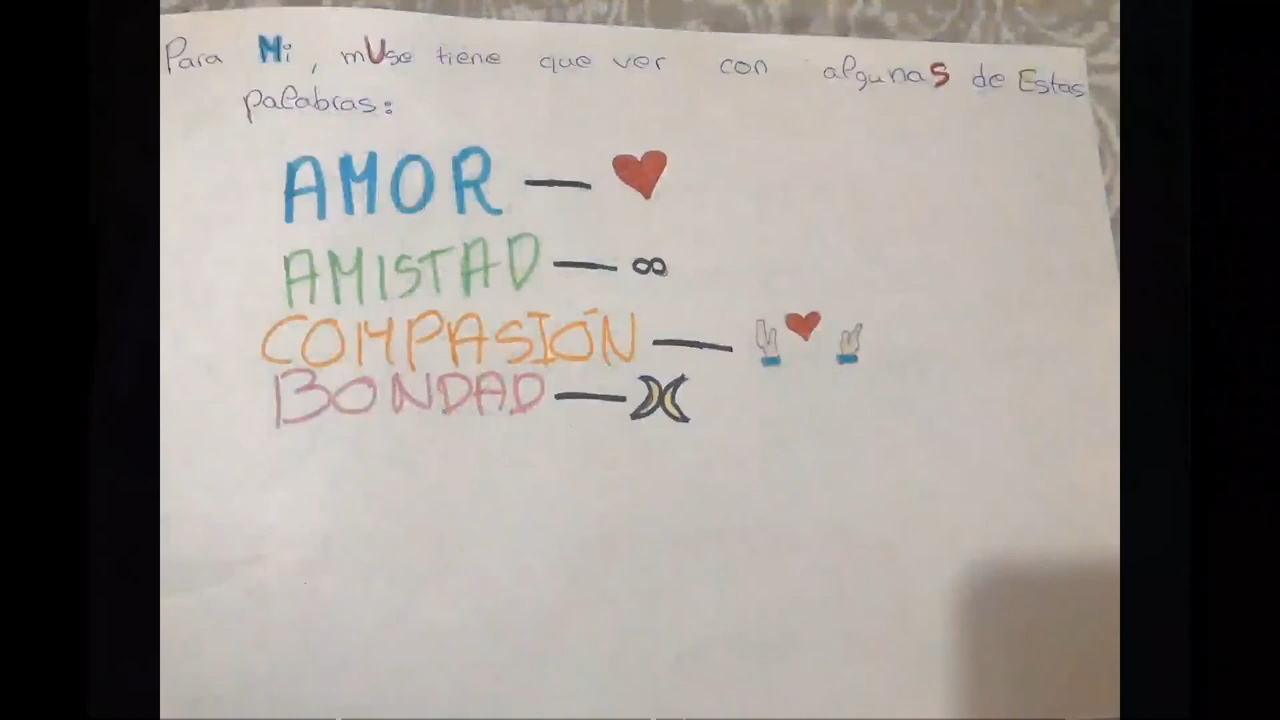 Para Mi, mUse tiene que ver con algunas de Estas
palabras:
AMOR — ❤
AMISTAD — ∞
COMPASIÓN —
BONDAD —